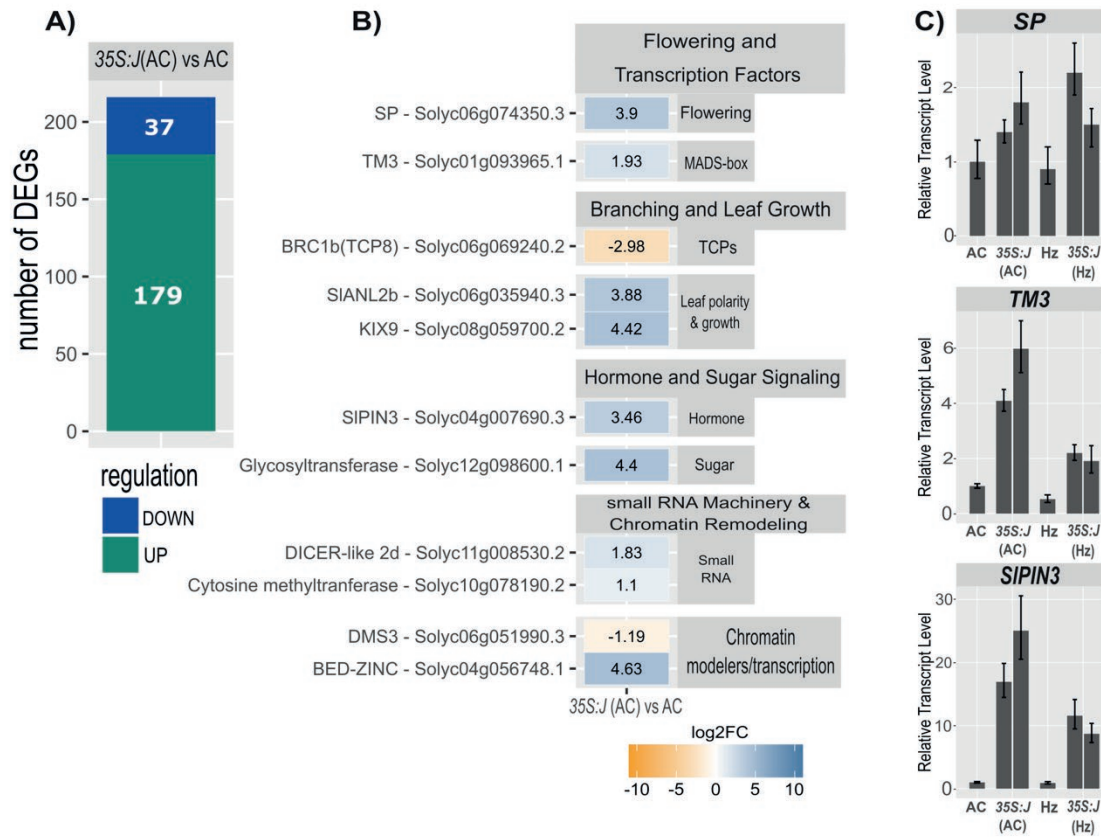 A)
35S:J(AC) vs AC
number of DEGs
200
150
100
50
0
37
179
regulation
DOWN
UP
B)
Flowering and
Transcription Factors
SP - Solyc06g074350.3
3.9
Flowering
TM3 - Solyc01g093965.1
1.93
MADS-box
Branching and Leaf Growth
BRC1b(TCP8) - Solyc06g069240.2
-2.98
TCPs
SlANL2b - Solyc06g035940.3
3.88
Leaf polarity
& growth
KIX9 - Solyc08g059700.2
4.42
Hormone and Sugar Signaling
SlPIN3 - Solyc04g007690.3
3.46
Hormone
Glycosyltransferase - Solyc12g098600.1
4.4
Sugar
small RNA Machinery &
Chromatin Remodeling
DICER-like 2d - Solyc11g008530.2
1.83
Small
RNA
Cytosine methyltranferase - Solyc10g078190.2
1.1
DMS3 - Solyc06g051990.3
-1.19
Chromatin
modelers/transcription
BED-ZINC - Solyc04g056748.1
4.63
35S:J (AC) vs AC
log2FC
-10 -5 0 5 10
C)
SP
Relative Transcript Level
2
1
0
AC 35S:J Hz 35S:J
(AC) (Hz)
TM3
Relative Transcript Level
6
4
2
0
AC 35S:J Hz 35S:J
(AC) (Hz)
SlPIN3
Relative Transcript Level
30
20
10
0
AC 35S:J Hz 35S:J
(AC) (Hz)